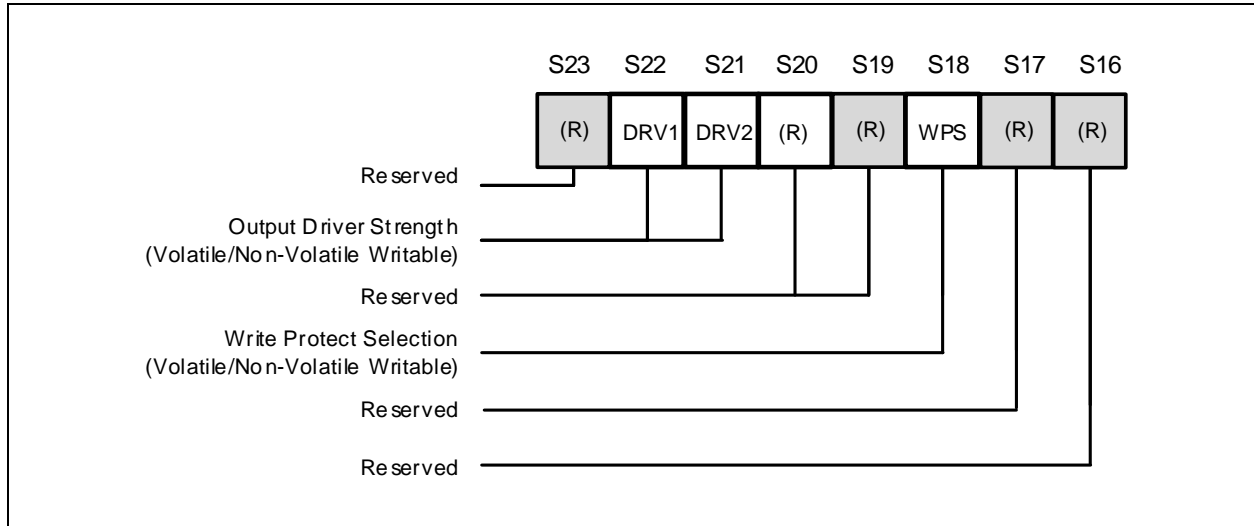 S23 S22 S21 S20 S19 S18 S17 S16
(R) DRV1 DRV2 (R) (R) WPS (R) (R)
Reserved
Output Driver Strength
(Volatile/Non-Volatile Writable)
Reserved
Write Protect Selection
(Volatile/Non-Volatile Writable)
Reserved
Reserved